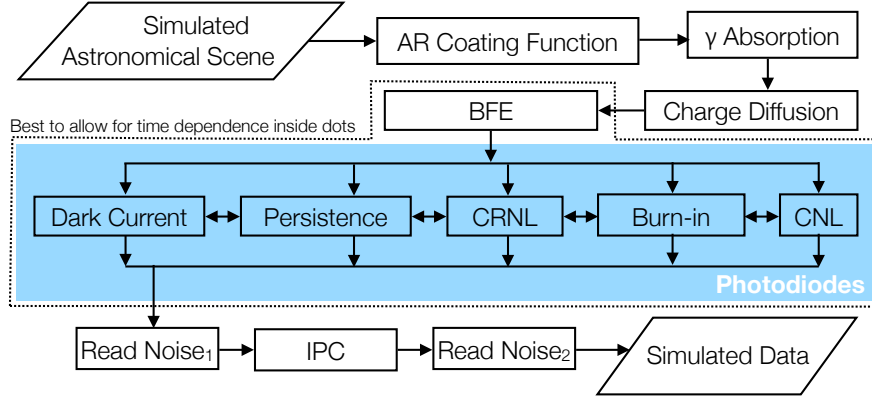 Simulated
Astronomical Scene
AR Coating Function
γ Absorption
BFE
Charge Diffusion
Best to allow for time dependence inside dots
Dark Current
Persistence
CRNL
Burn-in
CNL
Photodiodes
Read Noise₁
IPC
Read Noise₂
Simulated Data